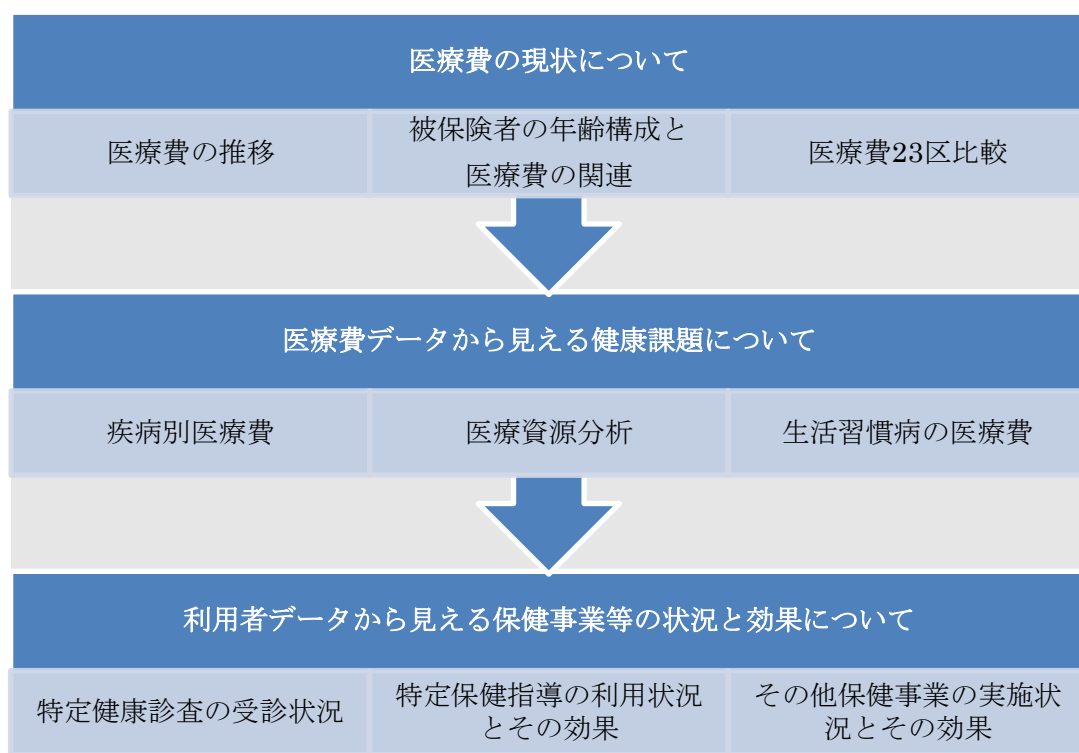 医療費の現状について
医療費の推移
被保険者の年齢構成と
医療費の関連
医療費23区比較
医療費データから見える健康課題について
疾病別医療費
医療資源分析
生活習慣病の医療費
利用者データから見える保健事業等の状況と効果について
特定健康診査の受診状況
特定保健指導の利用状況
とその効果
その他保健事業の実施状
況とその効果